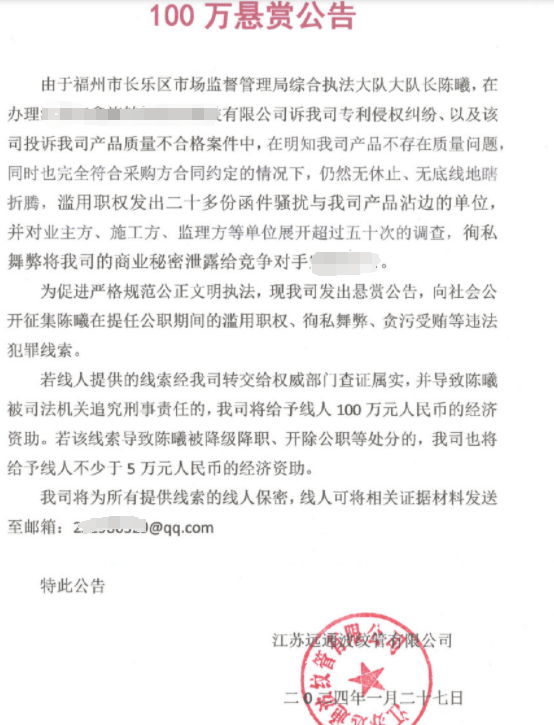 100 万悬赏公告
由于福州市长乐区市场监督管理局综合执法大队大队长陈曦，在
办理 有限公司诉我司专利侵权纠纷、以及该
司投诉我司产品质量不合格案件中，在明知我司产品不存在质量问题，
同时也完全符合采购方合同约定的情况下，仍然无休止、无底线地瞎
折腾，滥用职权发出二十多份函件骚扰与我司产品沾边的单位，
并对业主方、施工方、监理方等单位展开超过五十次的调查，徇私
舞弊将我司的商业秘密泄露给竞争对手 。
为促进严格规范公正文明执法，现我司发出悬赏公告，向社会公
开征集陈曦在提任公职期间的滥用职权、徇私舞弊、贪污受贿等违法
犯罪线索。
若线人提供的线索经我司转交给权威部门查证属实，并导致陈曦
被司法机关追究刑事责任的，我司将给予线人 100 万元人民币的经济
资助。若该线索导致陈曦被降级降职、开除公职等处分的，我司也将
给予线人不少于 5 万元人民币的经济资助。
我司将为所有提供线索的线人保密，线人可将相关证据材料发送
至邮箱： @qq.com
特此公告
江苏远通波纹管有限公司
二〇二四年一月二十七日